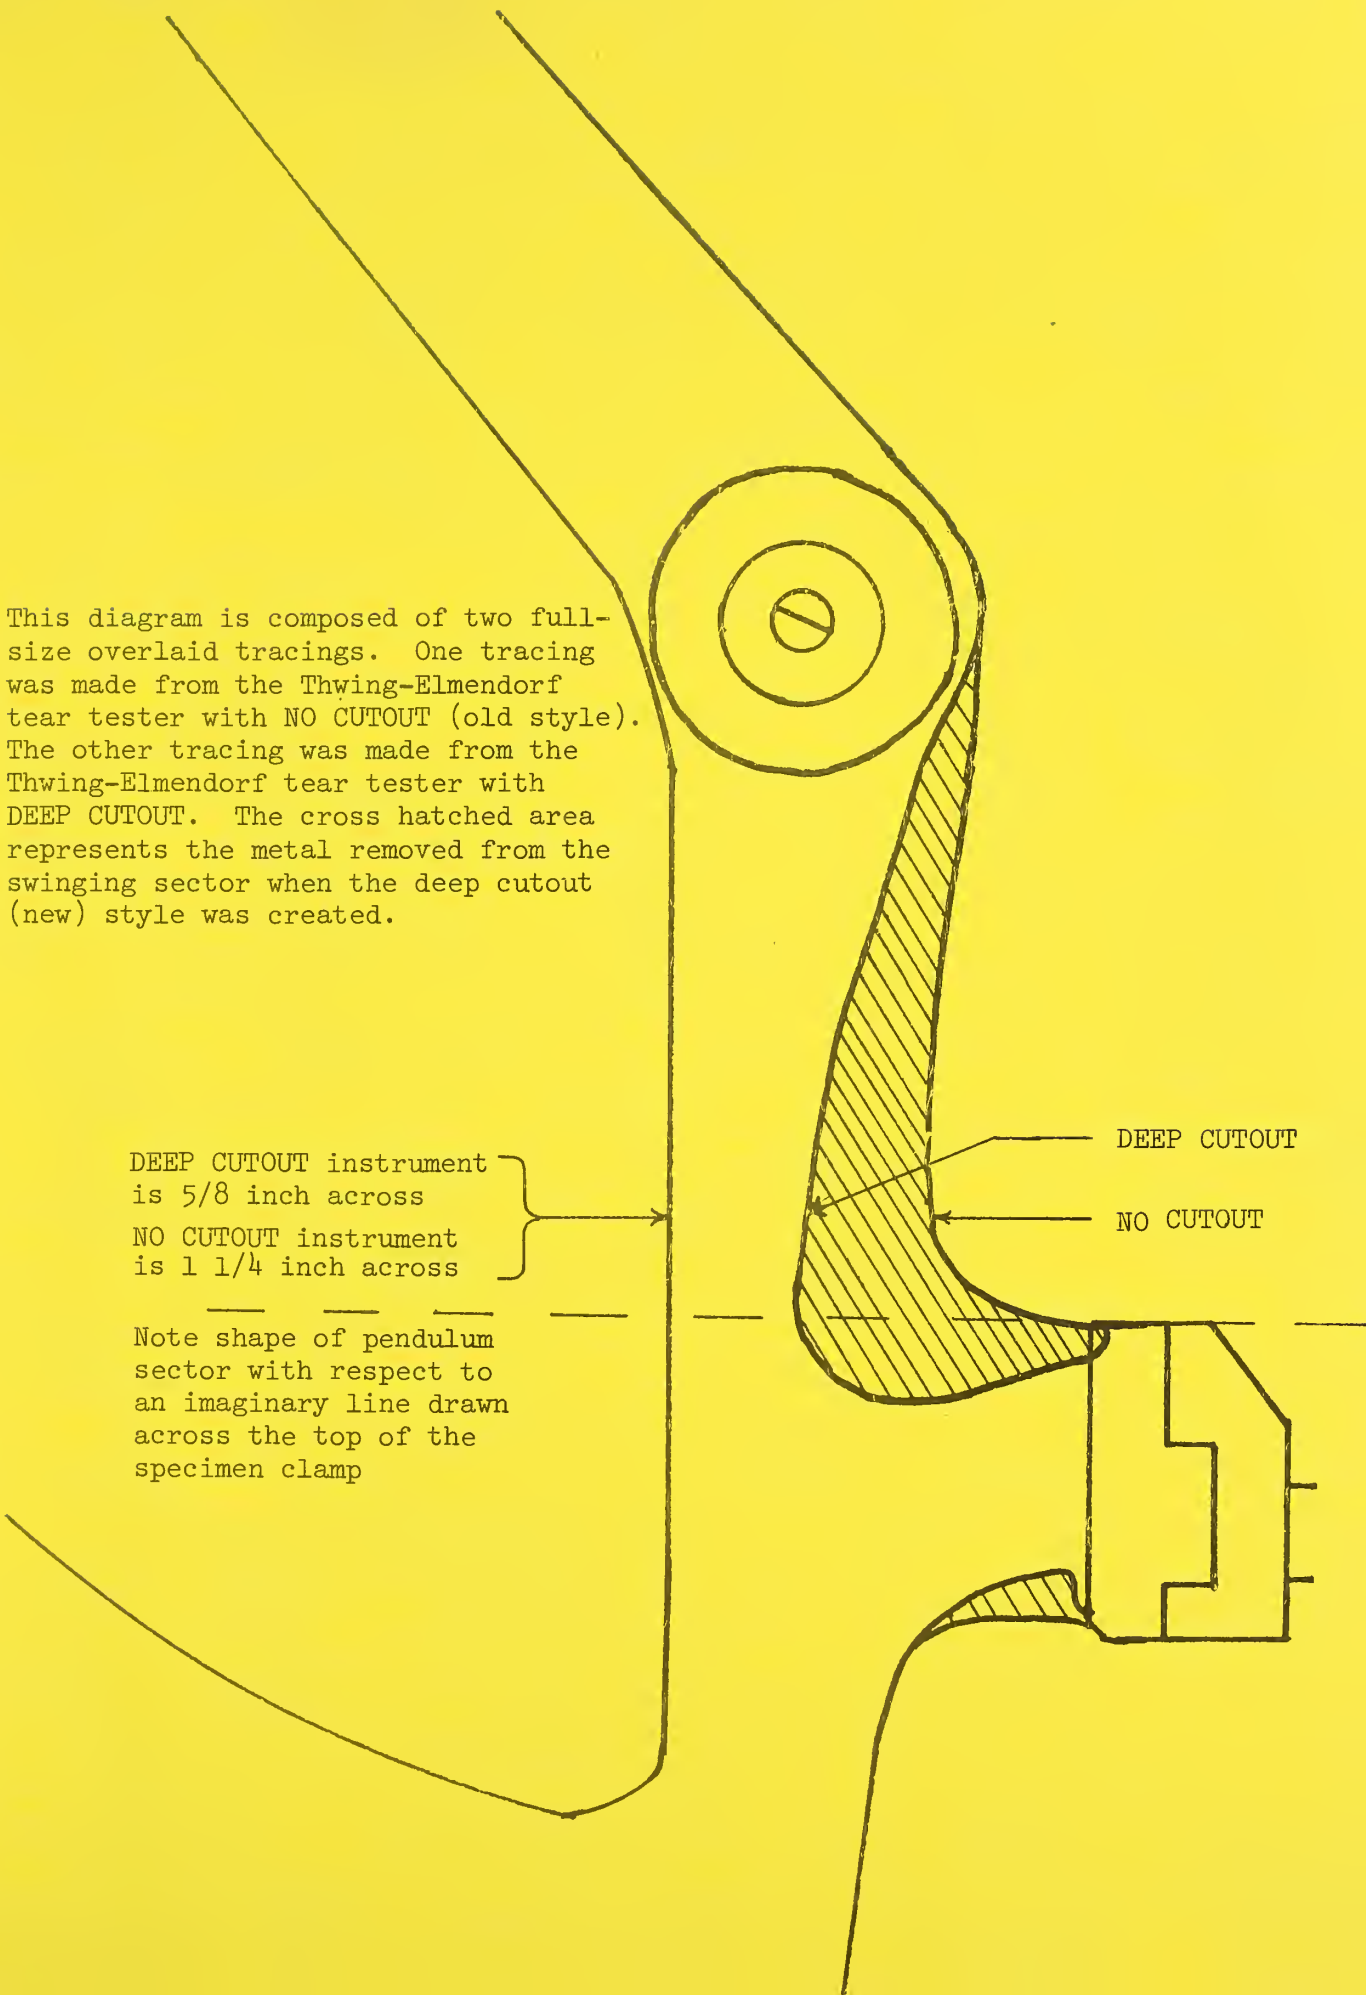 This diagram is composed of two full-
size overlaid tracings. One tracing
was made from the Thwing-Elmendorf
tear tester with NO CUTOUT (old style).
The other tracing was made from the
Thwing-Elmendorf tear tester with
DEEP CUTOUT. The cross hatched area
represents the metal removed from the
swinging sector when the deep cutout
(new) style was created.
DEEP CUTOUT instrument
is 5/8 inch across
NO CUTOUT instrument
is 1 1/4 inch across
DEEP CUTOUT
NO CUTOUT
Note shape of pendulum
sector with respect to
an imaginary line drawn
across the top of the
specimen clamp